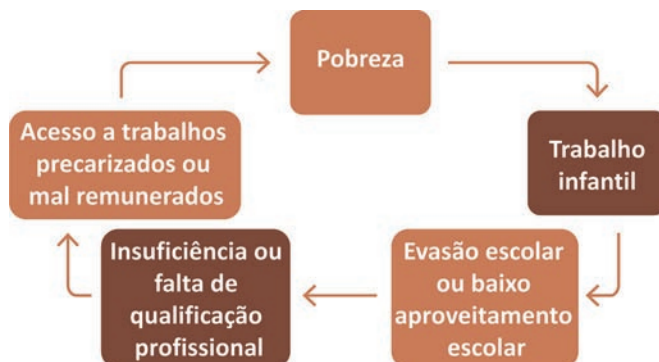 Pobreza
Trabalho
infantil
Evasão escolar
ou baixo
aproveitamento
escolar
Insuficiência ou
falta de
qualificação
profissional
Acesso a trabalhos
precarizados ou
mal remunerados